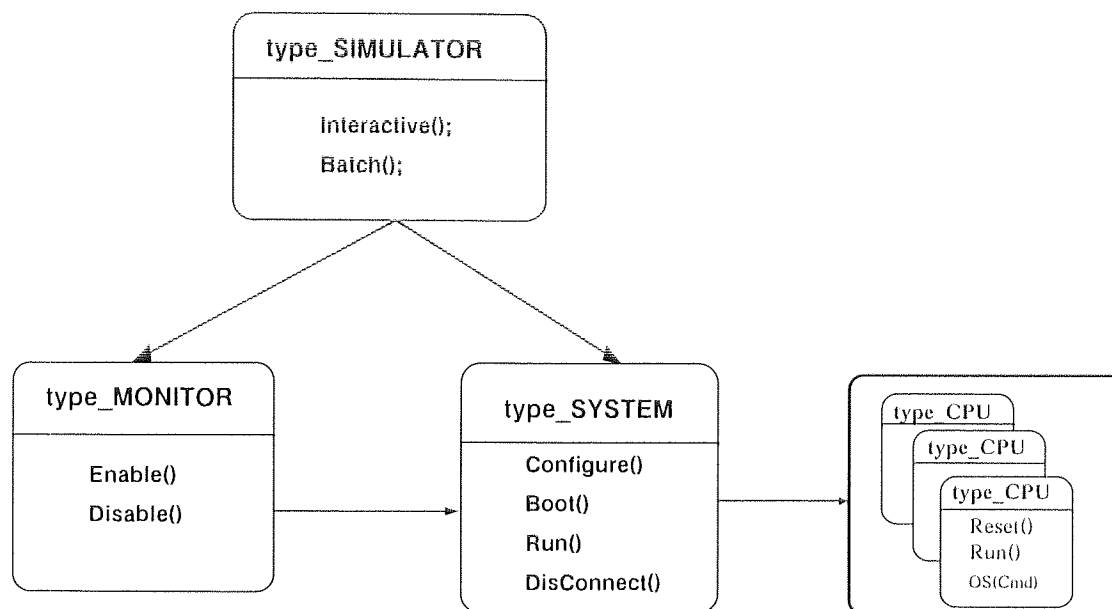 type_SIMULATOR
Interactive();
Batch();
type_MONITOR
Enable()
Disable()
type_SYSTEM
Configure()
Boot()
Run()
DisConnect()
type_CPU
type_CPU
type_CPU
Reset()
Run()
OS(Cmd)